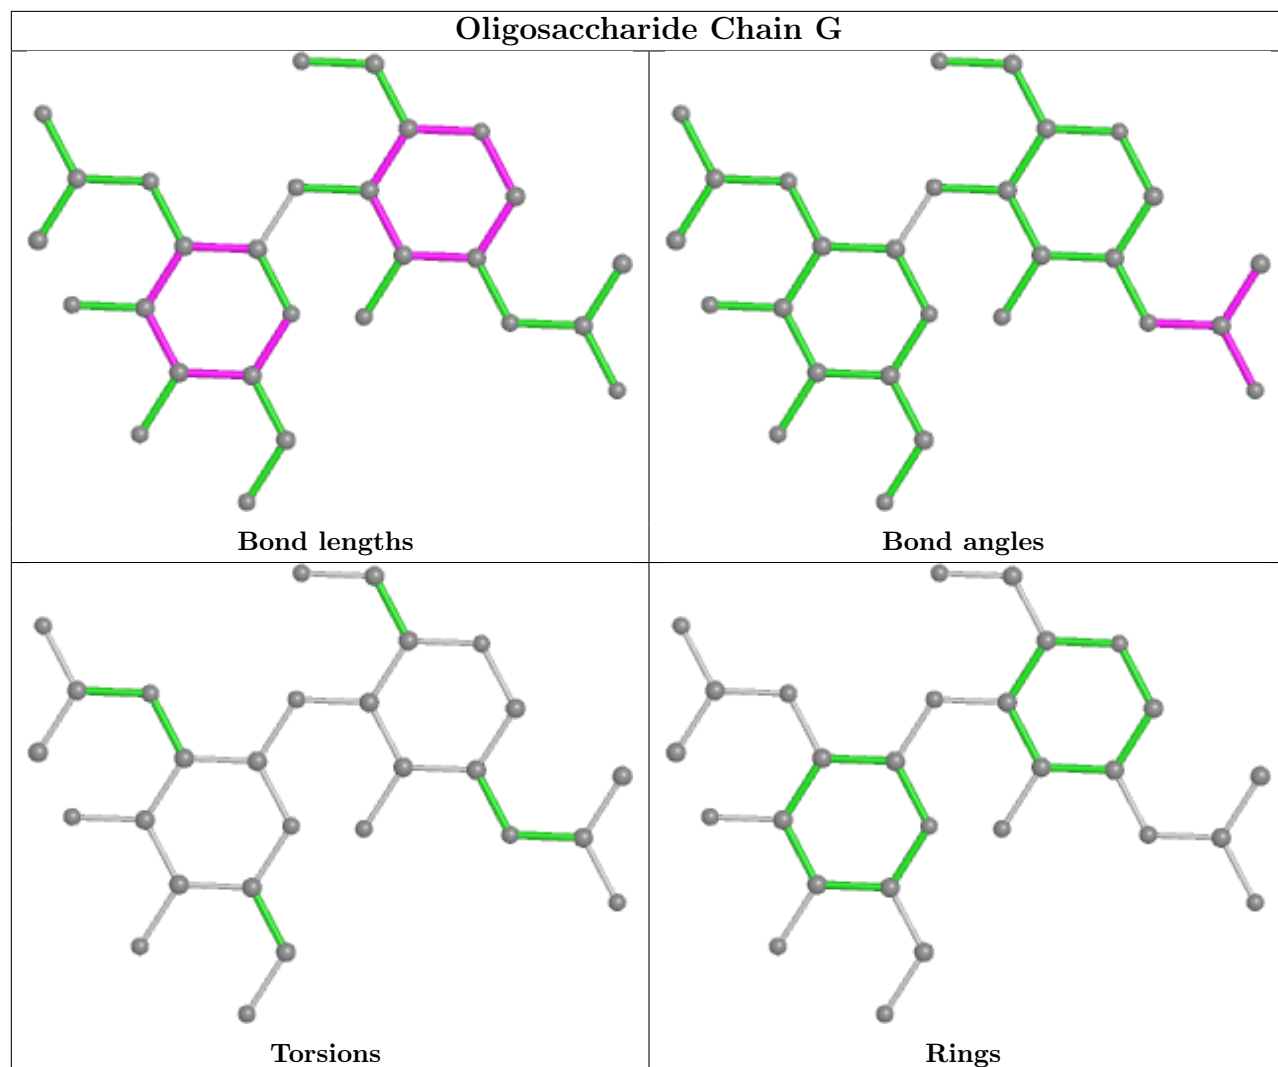 Oligosaccharide Chain G
Bond lengths
Bond angles
Torsions
Rings